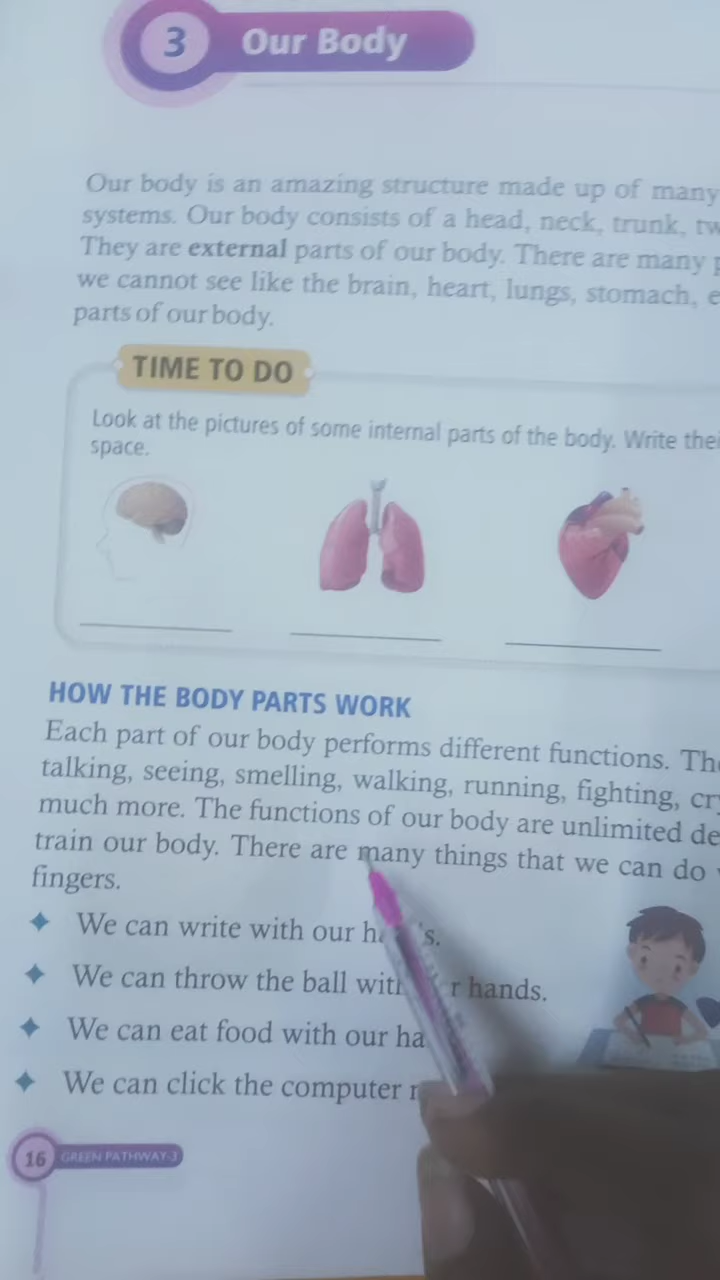 3 Our Body
Our body is an amazing structure made up of many
systems. Our body consists of a head, neck, trunk,
They are external parts of our body. There are many
we cannot see like the brain, heart, lungs, stomach,
parts of our body.
TIME TO DO
Look at the pictures of some internal parts of the body. Write
space.
HOW THE BODY PARTS WORK
Each part of our body performs different functions.
talking, seeing, smelling, walking, running, fighting,
much more. The functions of our body are unlimited
train our body. There are many things that we can do
fingers.
We can write with our
We can throw the ball hands.
We can eat food with our
We can click the computer
16 GREEN PATHWAY-3